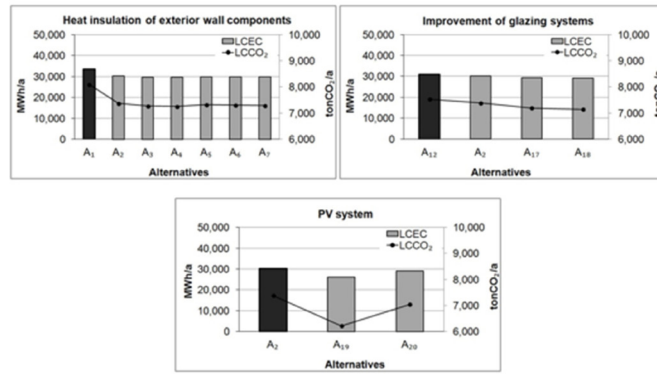 Heat insulation of exterior wall components
50,000
40,000
30,000
20,000
10,000
0
MWh/a
LCEC
LCCO₂
10,000
9,000
8,000
7,000
6,000
tonCO₂/a
A₁ A₂ A₃ A₄ A₅ A₆ A₇
Alternatives
Improvement of glazing systems
50,000
40,000
30,000
20,000
10,000
0
MWh/a
LCEC
LCCO₂
10,000
9,000
8,000
7,000
6,000
tonCO₂/a
A₁₂ A₂ A₁₇ A₁₈
Alternatives
PV system
50,000
40,000
30,000
20,000
10,000
0
MWh/a
LCEC
LCCO₂
10,000
9,000
8,000
7,000
6,000
tonCO₂/a
A₂ A₁₉ A₂₀
Alternatives